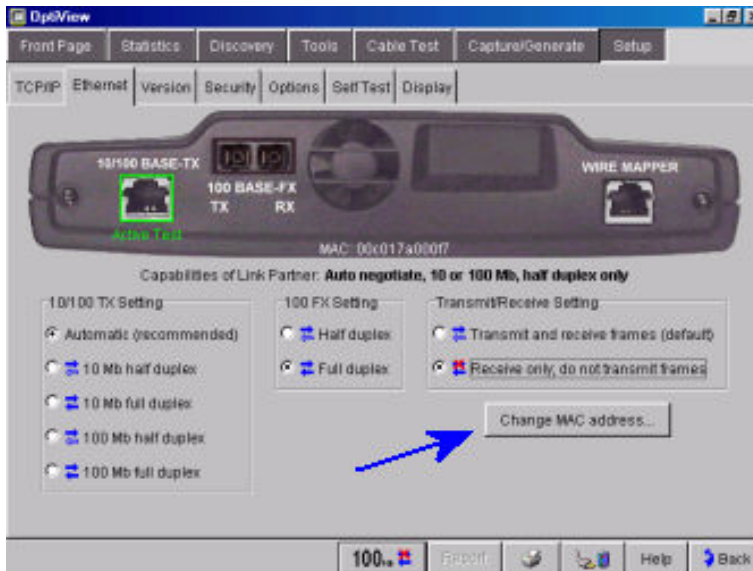 OptiView
Front Page Statistics Discovery Tools Cable Test Capture/Generate Setup
TCP/IP Ethernet Version Security Options Self Test Display
10/100 BASE-TX
100 BASE-FX
TX RX
WIRE MAPPER
Active Test
MAC: 00c017a000f7
Capabilities of Link Partner: Auto negotiate, 10 or 100 Mb, half duplex only
10/100 TX Setting
Automatic (recommended)
10 Mb half duplex
10 Mb full duplex
100 Mb half duplex
100 Mb full duplex
100 FX Setting
Half duplex
Full duplex
Transmit/Receive Setting
Transmit and receive frames (default)
Receive only, do not transmit frames
Change MAC address...
100 Help Back